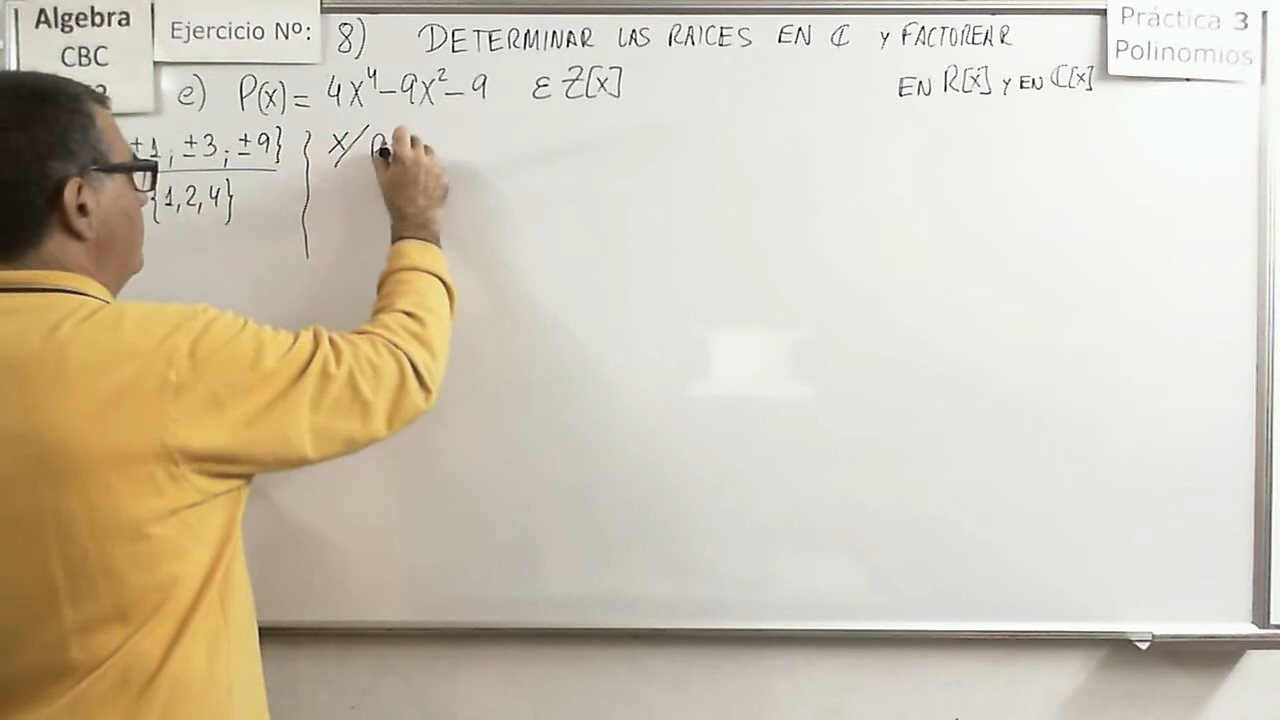 Algebra
CBC
Ejercicio Nº:
8) DETERMINAR LAS RAICES EN ℂ Y FACTOREAR
EN R[X] Y EN ℂ[X]
Práctica 3
Polinomios
e) P(X) = 4X⁴ - 9X² - 9 ε Z[X]
±1; ±3; ±9}
{1,2,4}
X/